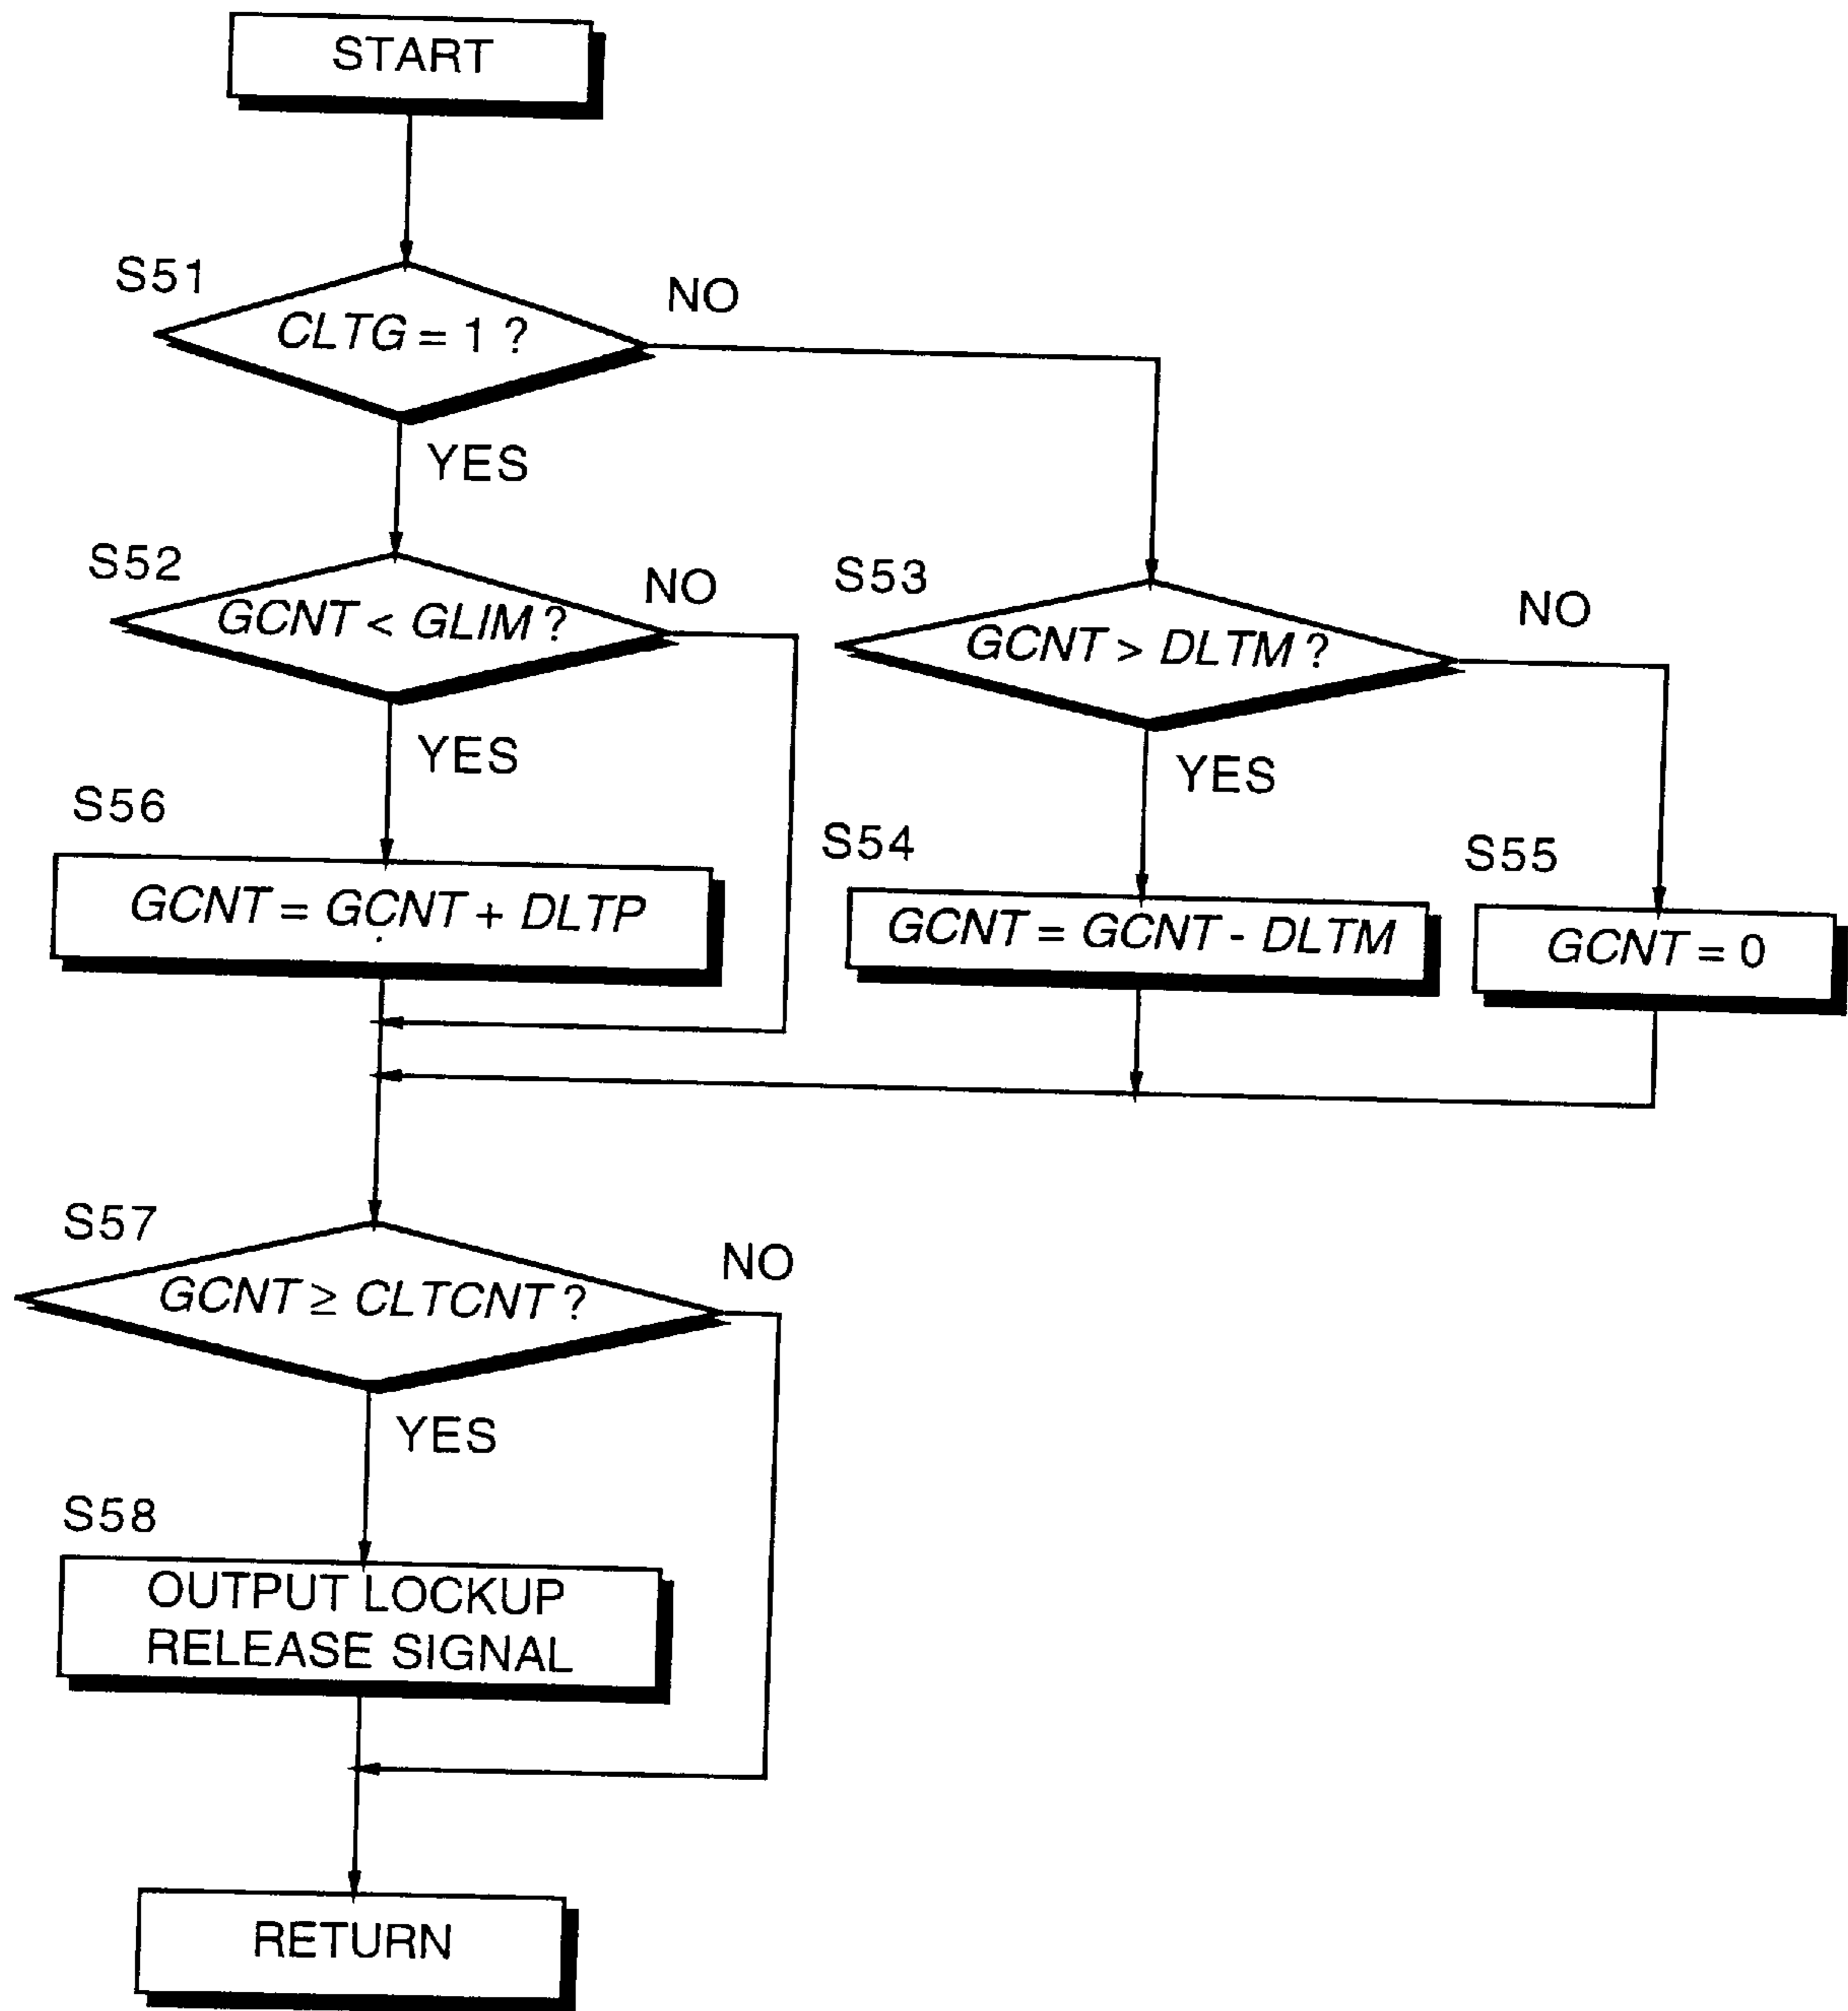 START
S51
CLTG = 1 ?
NO
YES
S52
GCNT < GLIM ?
NO
YES
S53
GCNT > DLTM ?
NO
YES
S56
GCNT = GCNT + DLTP
S54
GCNT = GCNT - DLTM
S55
GCNT = 0
S57
GCNT ≥ CLTCNT ?
NO
YES
S58
OUTPUT LOCKUP
RELEASE SIGNAL
RETURN